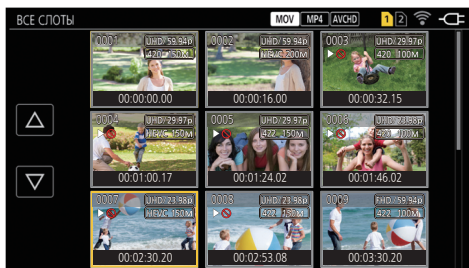 ВСЕ СЛОТЫ MOV MP4 AVCHD 1 2
0001 UHD/59.94p
420 150M
00:00:00.00
0002 UHD/59.94p
HEVC 200M
00:00:16.00
0003 UHD/29.97p
420 100M
00:00:32.15
0004 UHD/29.97p
HEVC 150M
00:01:00.17
0005 UHD/29.97p
422 150M
00:01:24.02
0006 UHD/23.98p
420 100M
00:01:46.02
0007 UHD/23.98p
HEVC 150M
00:02:30.20
0008 UHD/23.98p
422 150M
00:02:53.08
0009 FHD/59.94p
422 100M
00:03:30.20